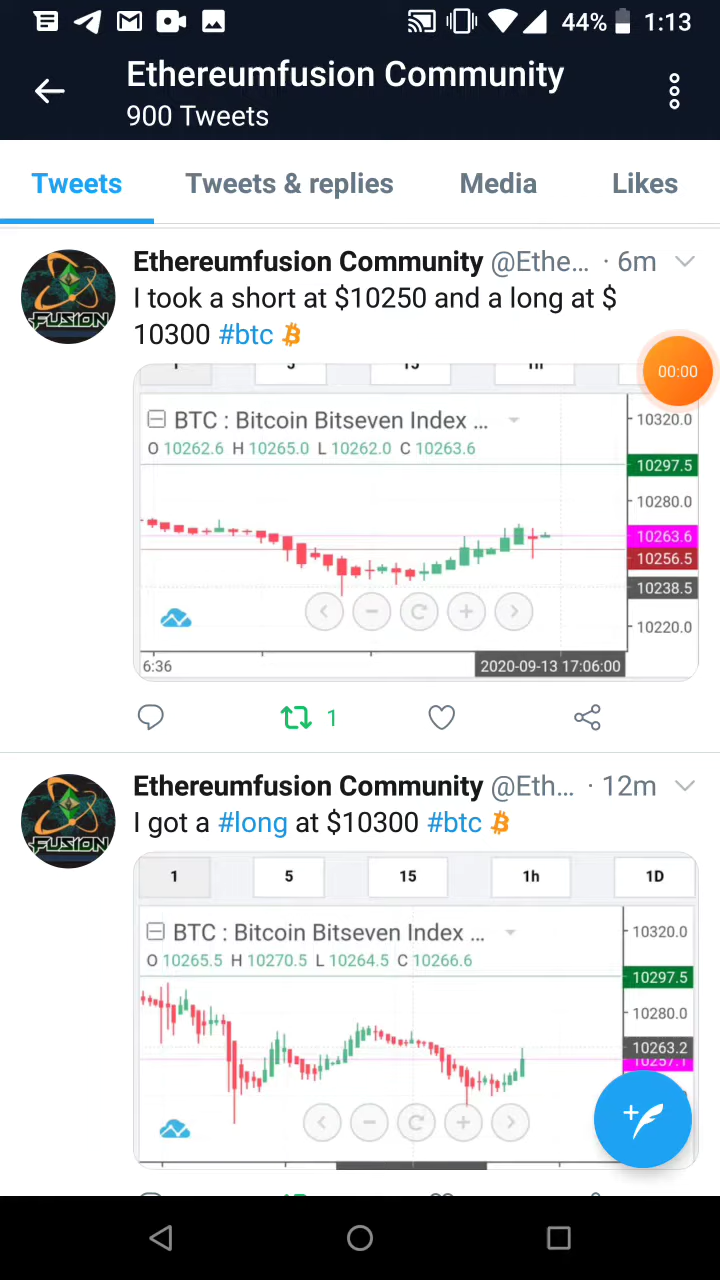 44% 1:13
Ethereumfusion Community
900 Tweets
Tweets Tweets & replies Media Likes
Ethereumfusion Community @Ethe... · 6m
I took a short at $10250 and a long at $
10300 #btc
00:00
BTC : Bitcoin Bitseven Index ...
O 10262.6 H 10265.0 L 10262.0 C 10263.6
10320.0
10297.5
10280.0
10263.6
10256.5
10238.5
10220.0
6:36 2020-09-13 17:06:00
1
FUSION
Ethereumfusion Community @Eth... · 12m
I got a #long at $10300 #btc
FUSION
1 5 15 1h 1D
BTC : Bitcoin Bitseven Index ...
O 10265.5 H 10270.5 L 10264.5 C 10266.6
10320.0
10297.5
10280.0
10263.2
10257.1